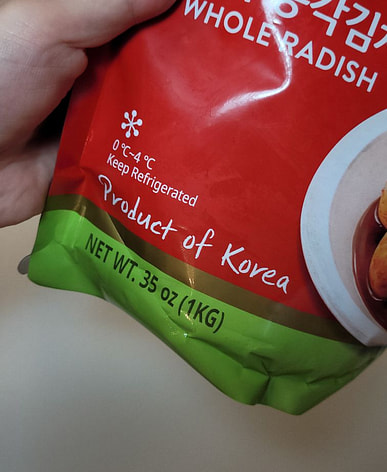 WHOLE RADISH
0 ℃~4 ℃
Keep Refrigerated
Product of Korea
NET WT. 35 oz (1KG)